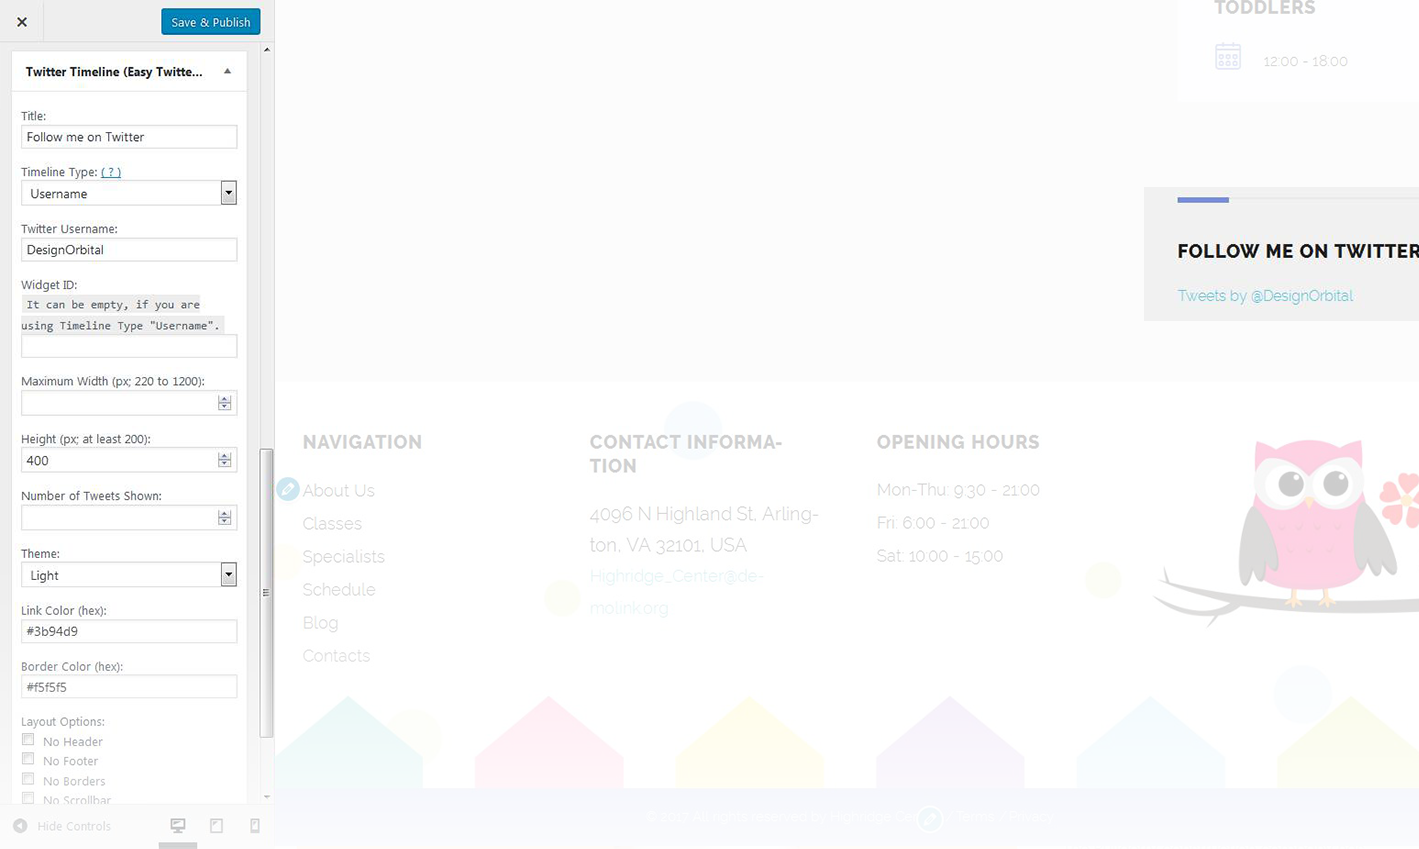 Save & Publish
Twitter Timeline (Easy Twitte...
Title:
Follow me on Twitter
Timeline Type: ( ? )
Username
Twitter Username:
DesignOrbital
Widget ID:
It can be empty, if you are
using Timeline Type "Username".
Maximum Width (px; 220 to 1200):
Height (px; at least 200):
400
Number of Tweets Shown:
Theme:
Light
Link Color (hex):
#3b94d9
Border Color (hex):
#f5f5f5
Layout Options:
No Header
No Footer
No Borders
No Scrollbar
Hide Controls
TODDLERS
12:00 - 18:00
FOLLOW ME ON TWITTER
Tweets by @DesignOrbital
NAVIGATION
About Us
Classes
Specialists
Schedule
Blog
Contacts
CONTACT INFORMA-
TION
4096 N Highland St, Arling-
ton, VA 32101, USA
Highridge_Center@de-
molink.org
OPENING HOURS
Mon-Thu: 9:30 - 21:00
Fri: 6:00 - 21:00
Sat: 10:00 - 15:00